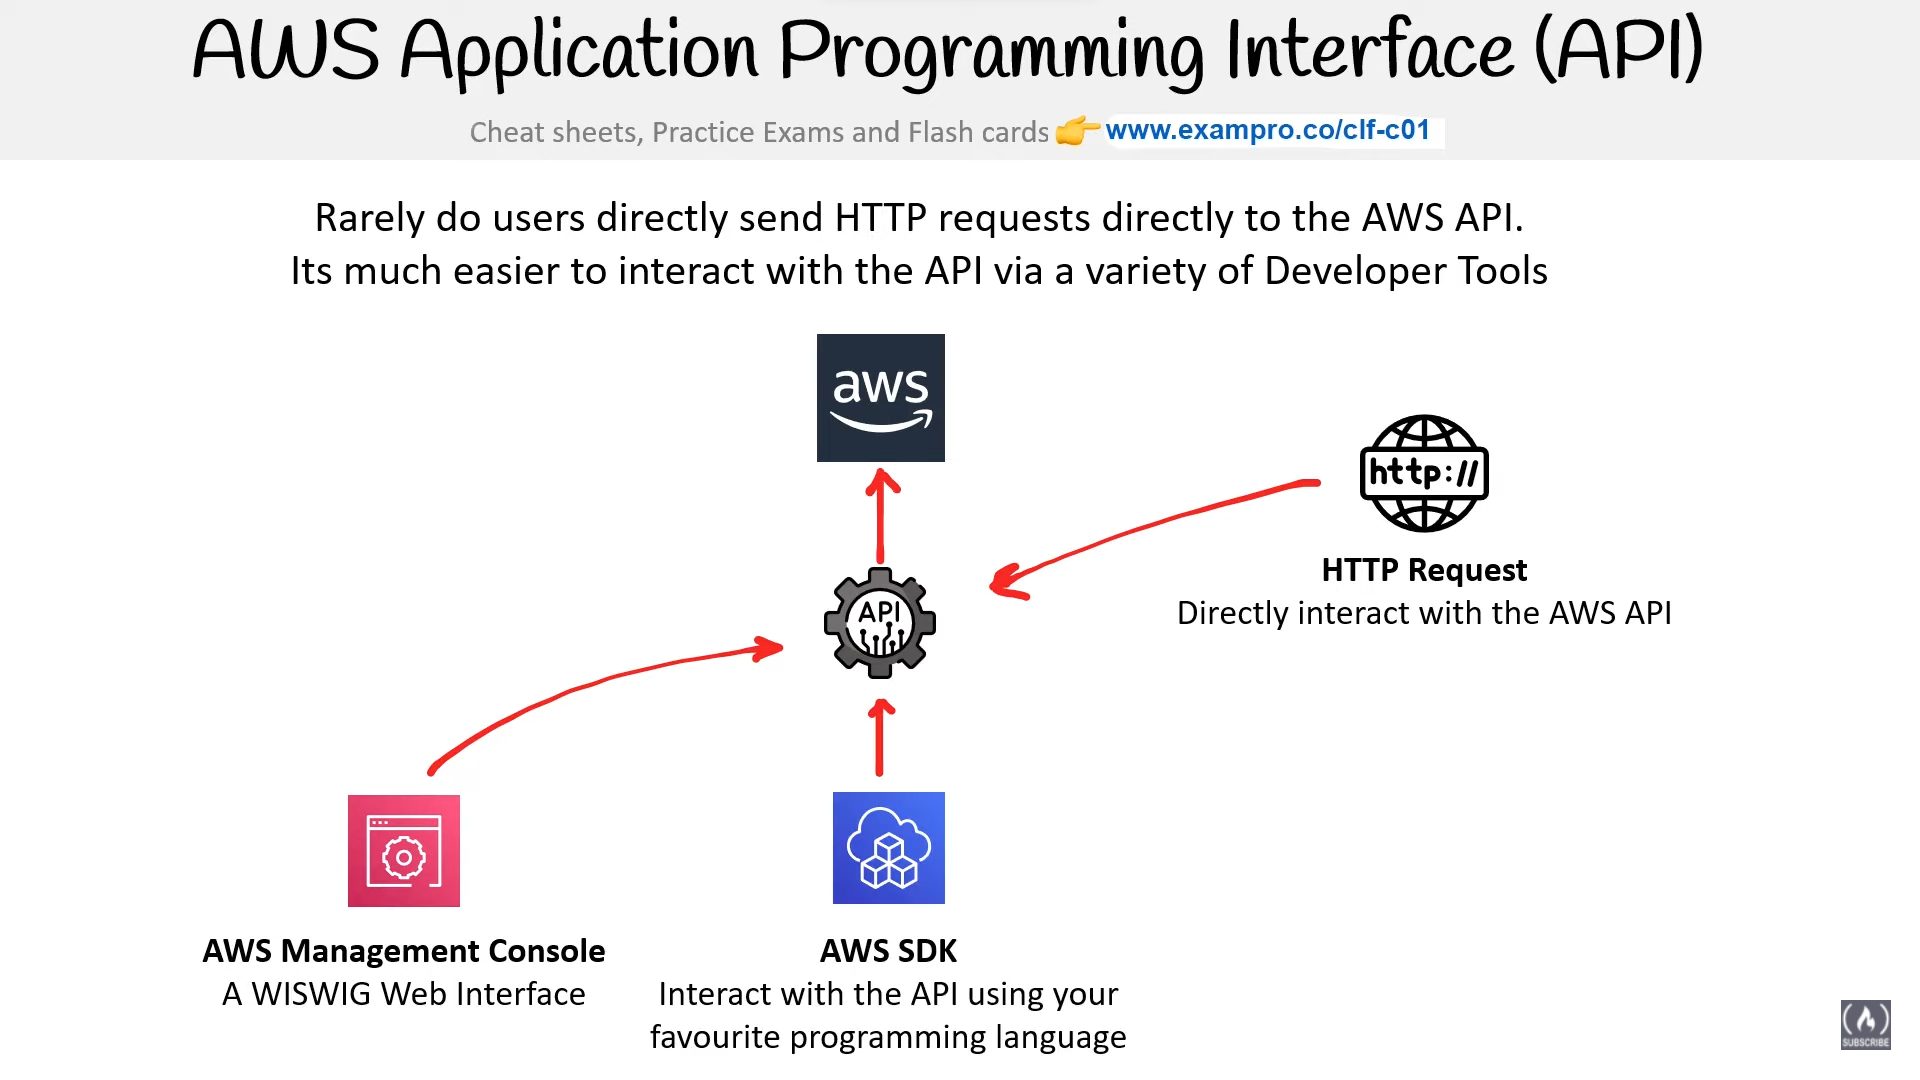 AWS Application Programming Interface (API)
Cheat sheets, Practice Exams and Flash cards 👉 www.exampro.co/clf-c01
Rarely do users directly send HTTP requests directly to the AWS API.
Its much easier to interact with the API via a variety of Developer Tools
aws
http://
HTTP Request
Directly interact with the AWS API
API
AWS Management Console
A WISWIG Web Interface
AWS SDK
Interact with the API using your
favourite programming language
SUBSCRIBE